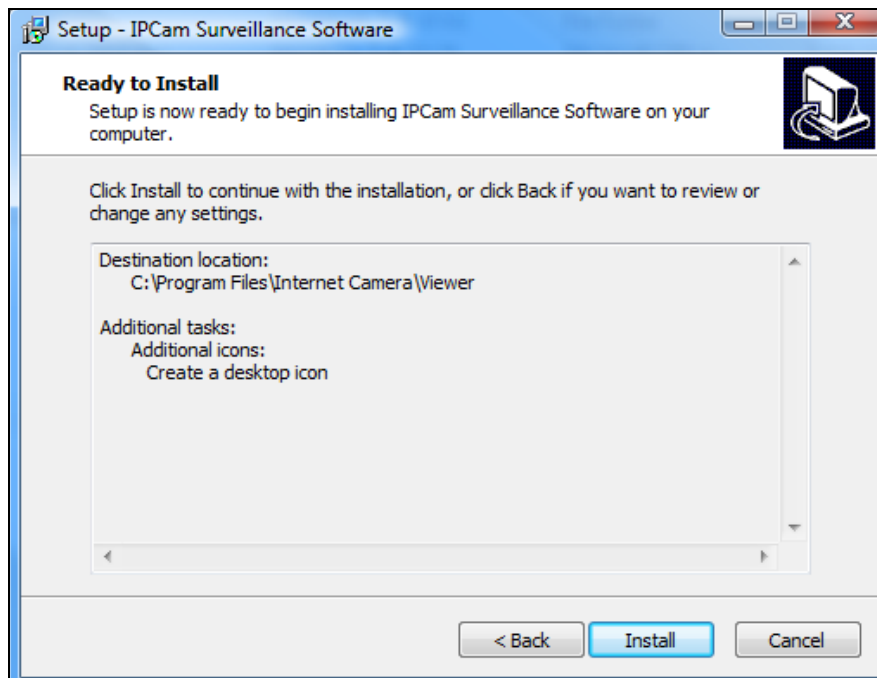 Setup - IPCam Surveillance Software
Ready to Install
Setup is now ready to begin installing IPCam Surveillance Software on your
computer.
Click Install to continue with the installation, or click Back if you want to review or
change any settings.
Destination location:
C:\Program Files\Internet Camera\Viewer
Additional tasks:
Additional icons:
Create a desktop icon
< Back Install Cancel